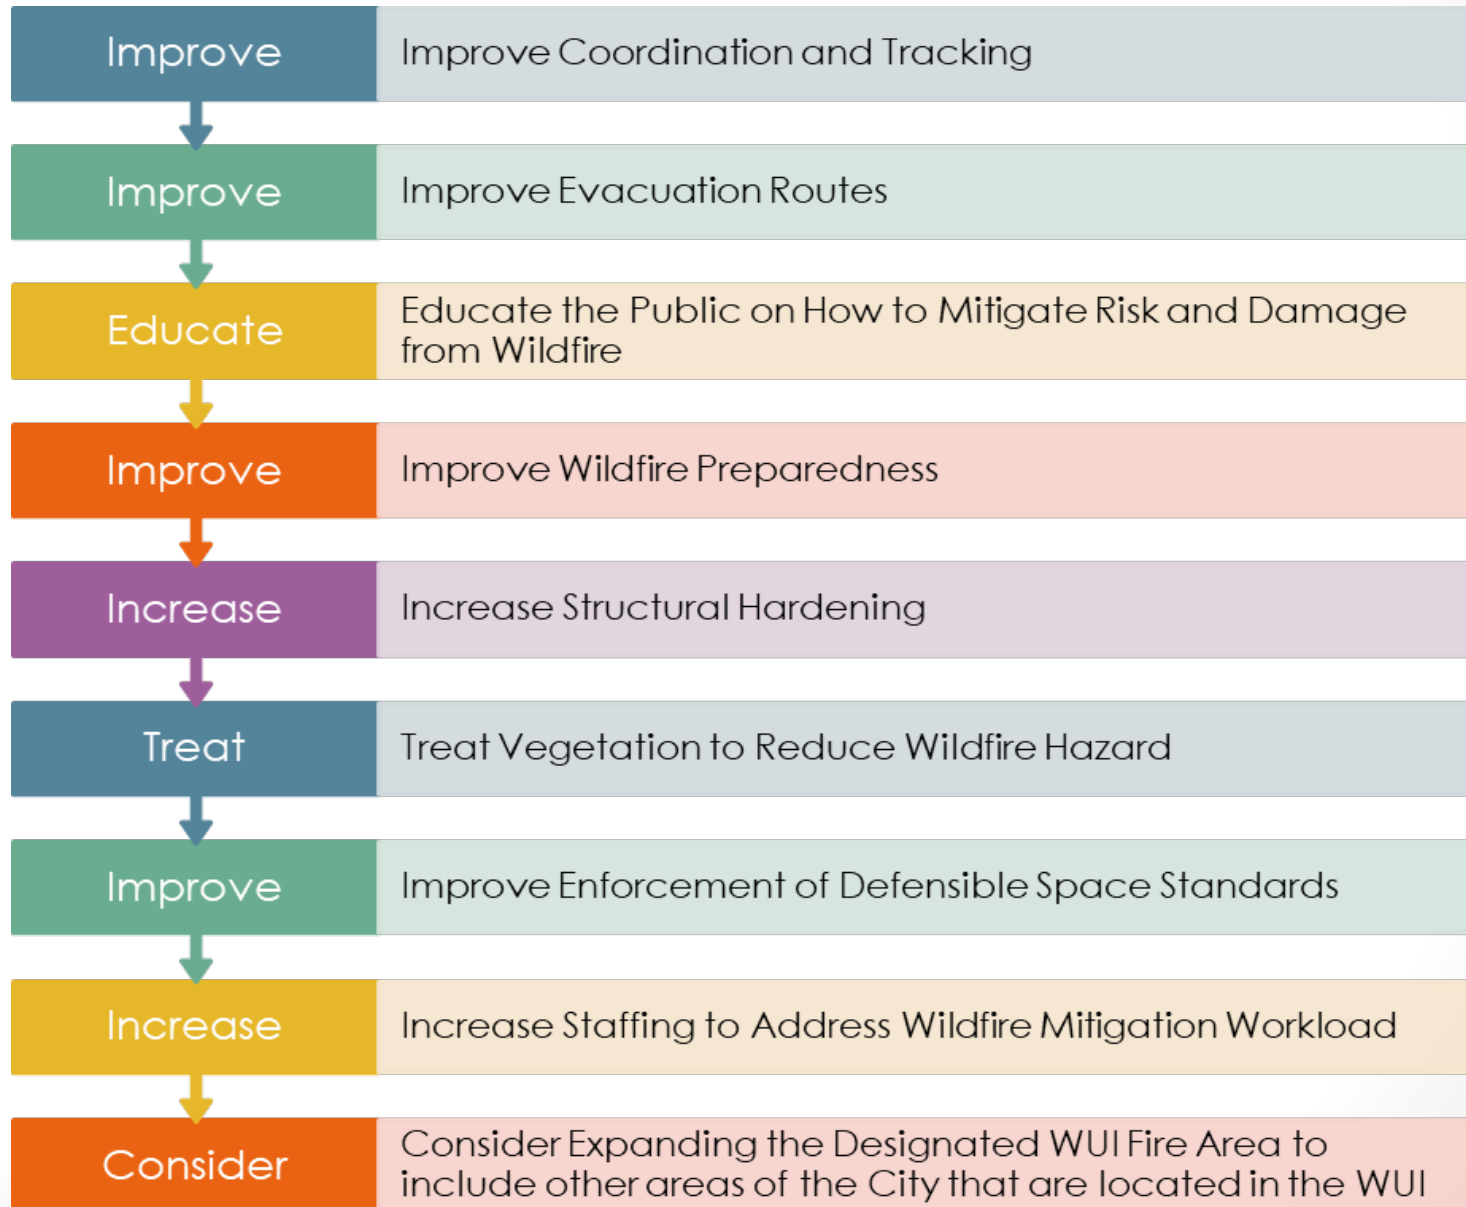 Improve
Improve Coordination and Tracking
Improve
Improve Evacuation Routes
Educate
Educate the Public on How to Mitigate Risk and Damage
from Wildfire
Improve
Improve Wildfire Preparedness
Increase
Increase Structural Hardening
Treat
Treat Vegetation to Reduce Wildfire Hazard
Improve
Improve Enforcement of Defensible Space Standards
Increase
Increase Staffing to Address Wildfire Mitigation Workload
Consider
Consider Expanding the Designated WUI Fire Area to
include other areas of the City that are located in the WUI